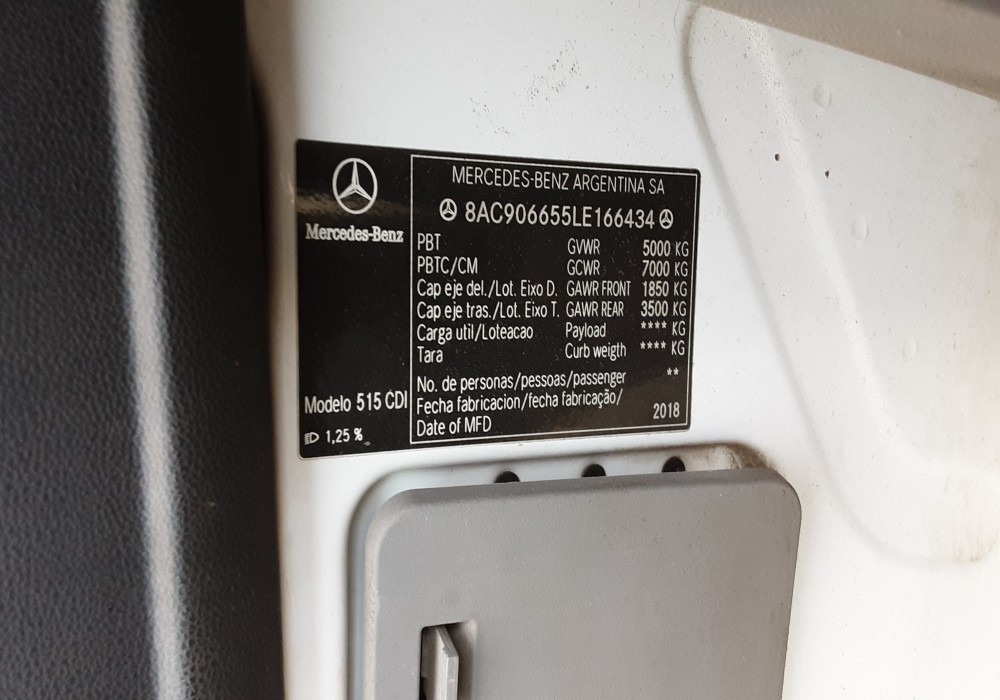 Mercedes-Benz
Modelo 515 CDI
1,25 %
MERCEDES-BENZ ARGENTINA SA
8AC906655LE166434
PBT GVWR 5000 KG
PBTC/CM GCWR 7000 KG
Cap eje del./Lot. Eixo D. GAWR FRONT 1850 KG
Cap eje tras./Lot. Eixo T. GAWR REAR 3500 KG
Carga util/Loteacao Payload **** KG
Tara Curb weigth **** KG
No. de personas/pessoas/passenger **
Fecha fabricacion/fecha fabricação/
Date of MFD 2018